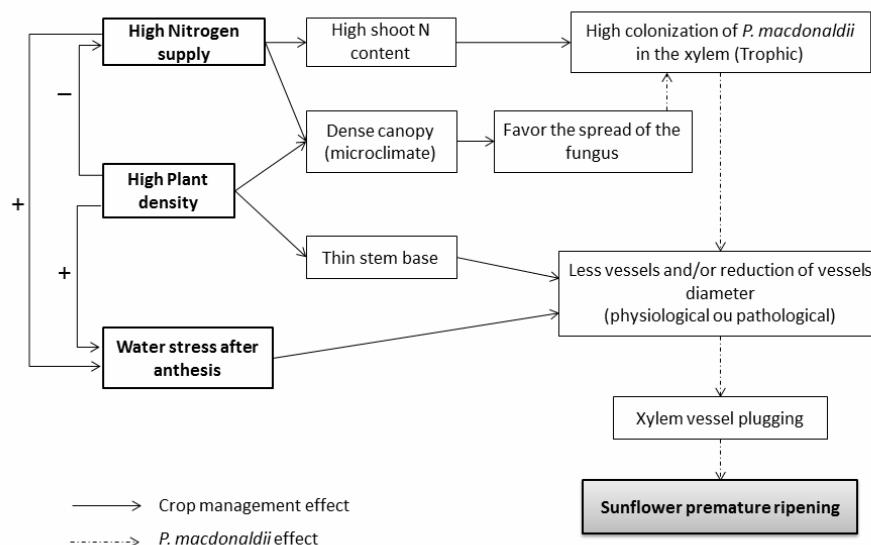 High Nitrogen
supply
High shoot N
content
High colonization of P. macdonaldii
in the xylem (Trophic)
–
Dense canopy
(microclimate)
Favor the spread of the
fungus
High Plant
density
+
+
Thin stem base
Less vessels and/or reduction of vessels
diameter
(physiological ou pathological)
Water stress after
anthesis
Xylem vessel plugging
Sunflower premature ripening
Crop management effect
P. macdonaldii effect